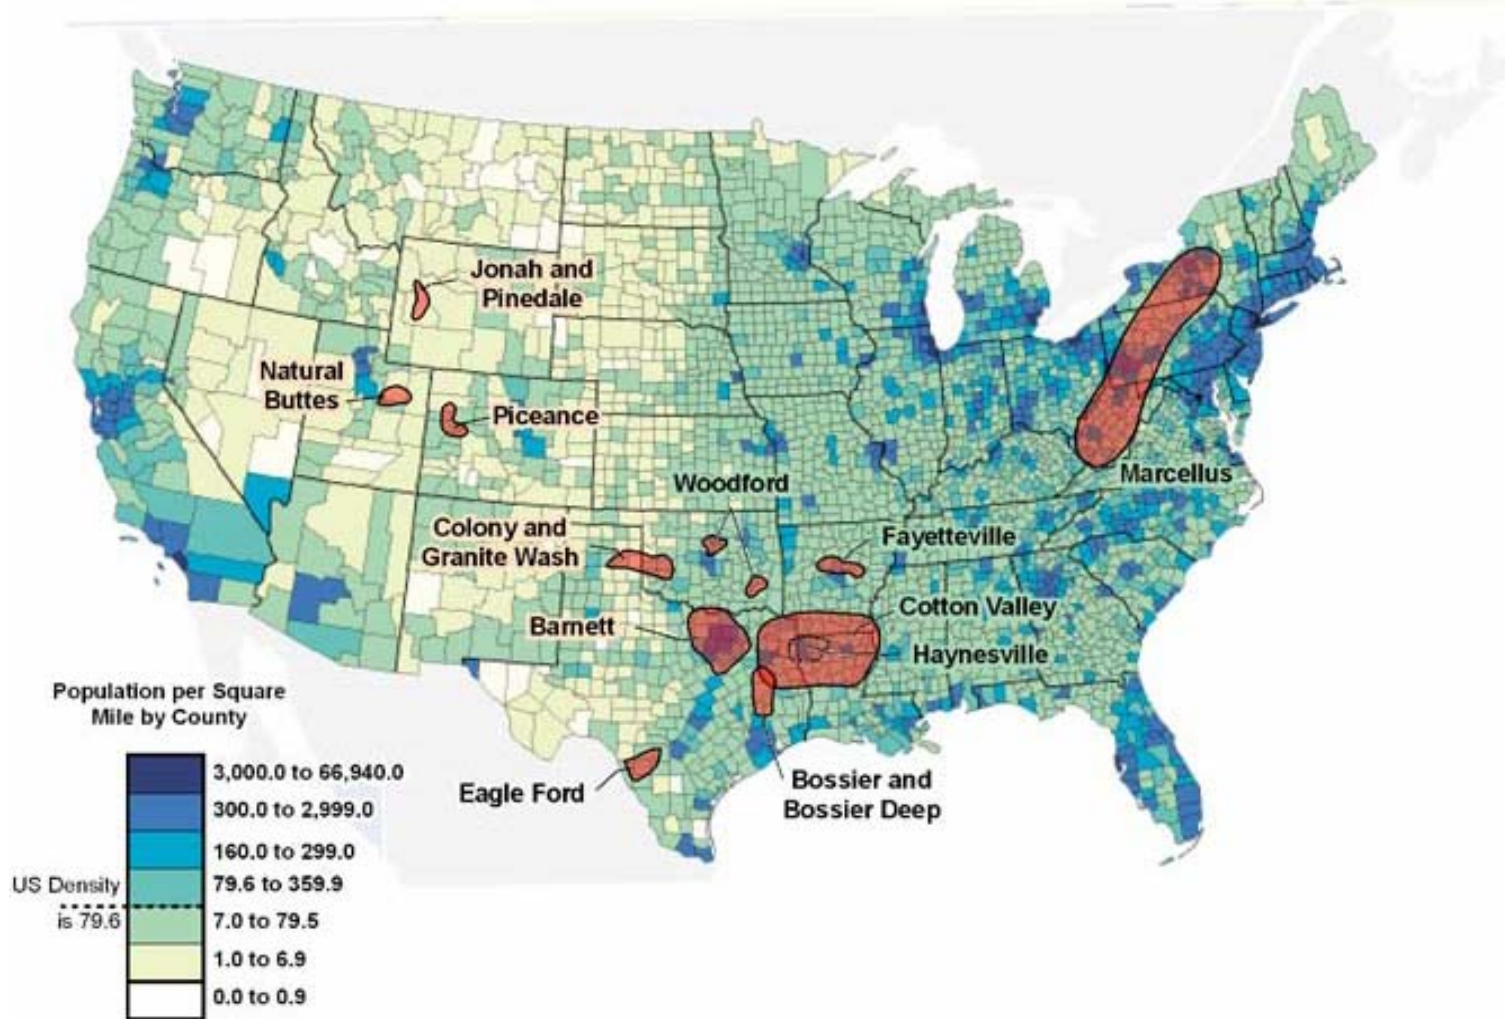 Jonah and
Pinedale
Natural
Buttes
Piceance
Woodford
Colony and
Granite Wash
Fayetteville
Marcellus
Cotton Valley
Barnett
Haynesville
Eagle Ford
Bossier and
Bossier Deep
Population per Square
Mile by County
3,000.0 to 66,940.0
300.0 to 2,999.0
160.0 to 299.0
US Density
79.6 to 359.9
is 79.6
7.0 to 79.5
1.0 to 6.9
0.0 to 0.9